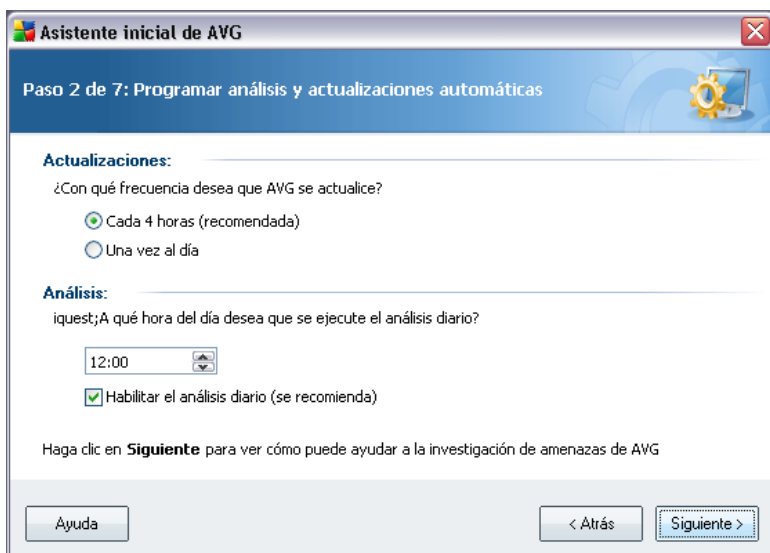 Asistente inicial de AVG
Paso 2 de 7: Programar análisis y actualizaciones automáticas
Actualizaciones:
¿Con qué frecuencia desea que AVG se actualice?
Cada 4 horas (recomendada)
Una vez al día
Análisis:
iquest;A qué hora del día desea que se ejecute el análisis diario?
12:00
Habilitar el análisis diario (se recomienda)
Haga clic en Siguiente para ver cómo puede ayudar a la investigación de amenazas de AVG
Ayuda
< Atrás
Siguiente >